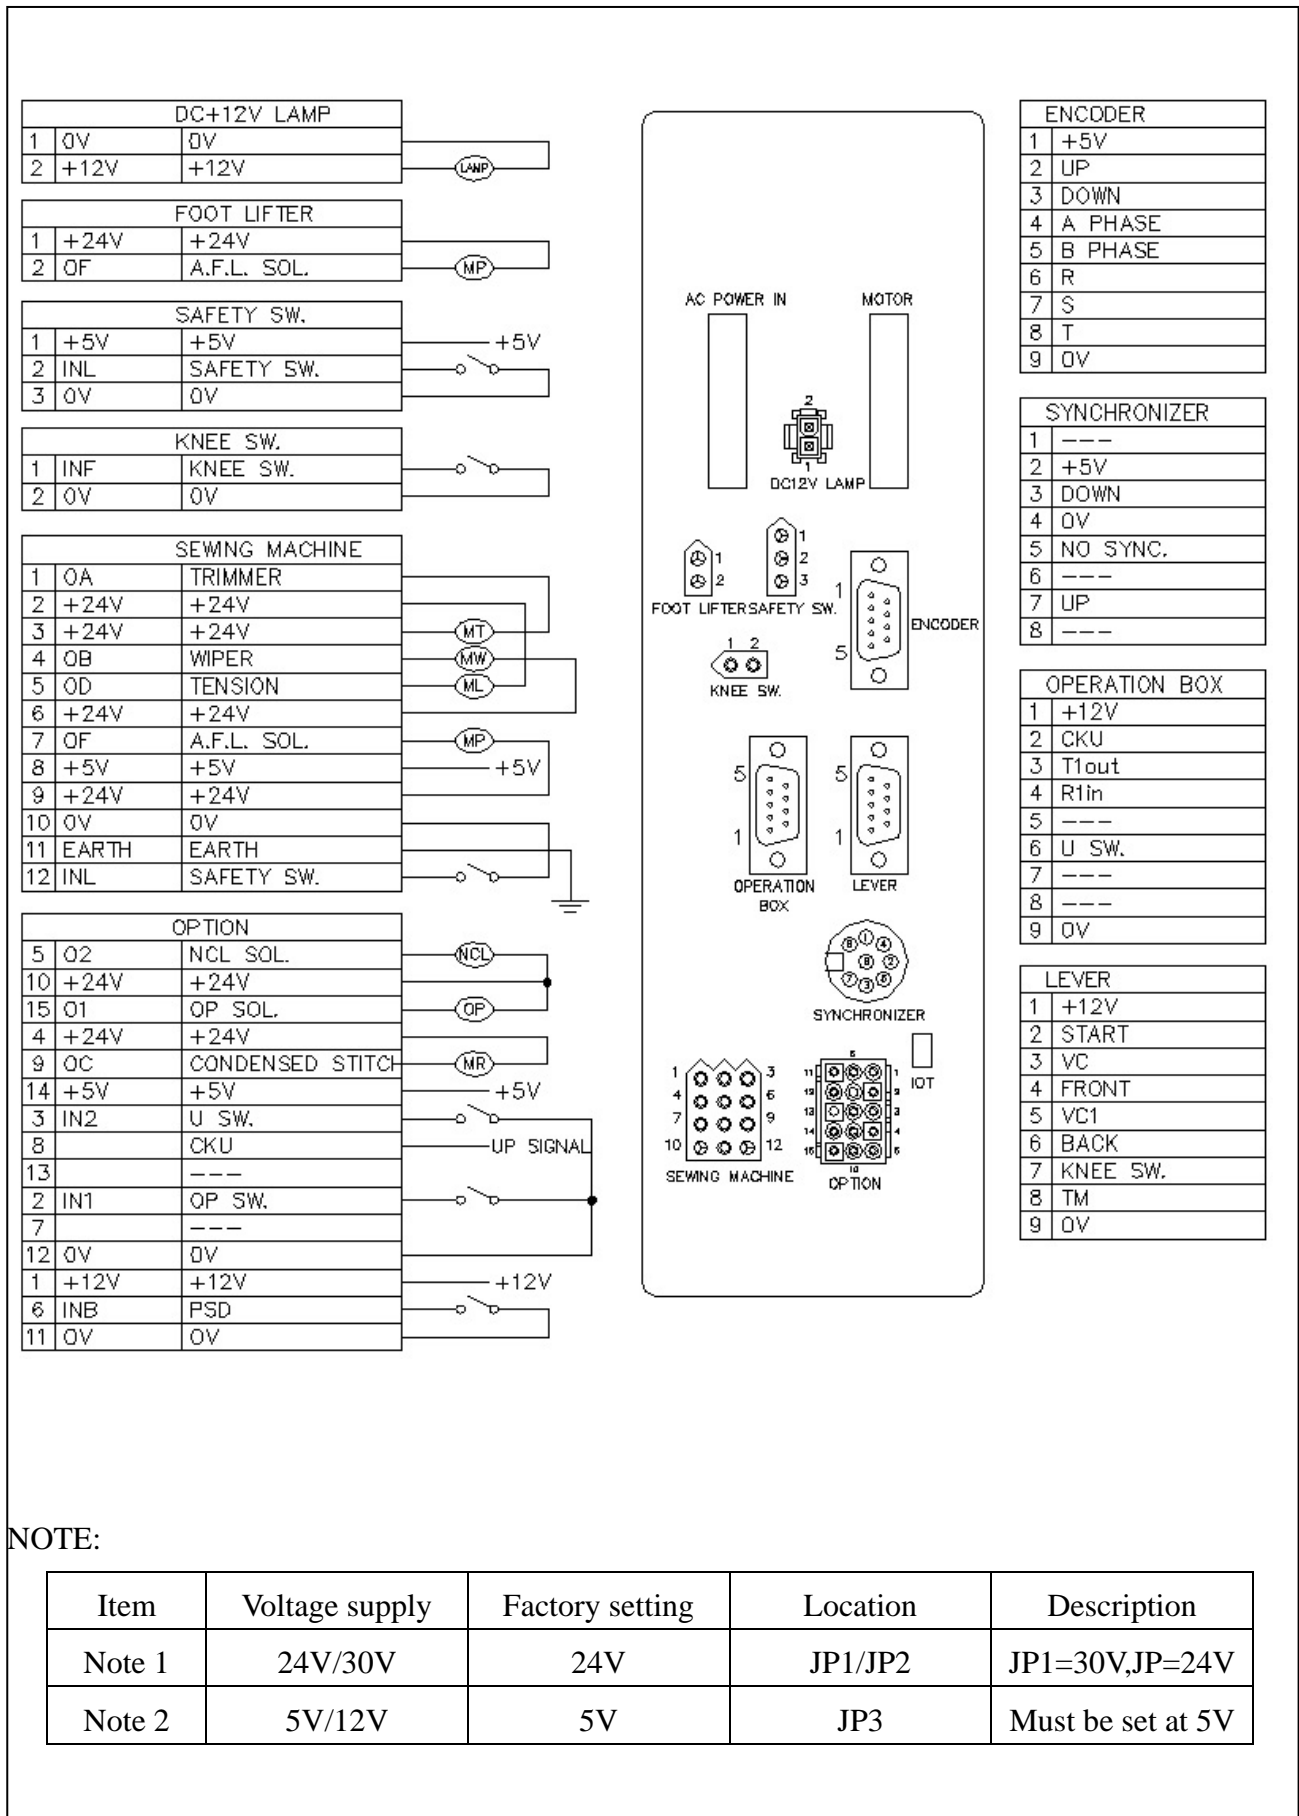 DC+12V LAMP
1 0V 0V
2 +12V +12V
LAMP
FOOT LIFTER
1 +24V +24V
2 OF A.F.L. SOL.
MP
SAFETY SW.
1 +5V +5V +5V
2 INL SAFETY SW.
3 0V 0V
KNEE SW.
1 INF KNEE SW.
2 0V 0V
SEWING MACHINE
1 OA TRIMMER
2 +24V +24V
3 +24V +24V MT
4 OB WIPER MW
5 OD TENSION ML
6 +24V +24V
7 OF A.F.L. SOL. MP
8 +5V +5V +5V
9 +24V +24V
10 0V 0V
11 EARTH EARTH
12 INL SAFETY SW.
OPTION
5 O2 NCL SOL. NCL
10 +24V +24V
15 O1 OP SOL. OP
4 +24V +24V
9 OC CONDENSED STITCH MR
14 +5V +5V +5V
3 IN2 U SW.
8 CKU UP SIGNAL
13 ---
2 IN1 OP SW.
7 ---
12 0V 0V
1 +12V +12V +12V
6 INB PSD
11 0V 0V
AC POWER IN
MOTOR
2
1
DC12V LAMP
1
2
FOOT LIFTER
1
2
3
SAFETY SW.
1
5
ENCODER
1 2
KNEE SW.
5
1
OPERATION
BOX
5
1
LEVER
SYNCHRONIZER
IOT
1 3
4 6
7 9
10 12
SEWING MACHINE
OPTION
ENCODER
1 +5V
2 UP
3 DOWN
4 A PHASE
5 B PHASE
6 R
7 S
8 T
9 0V
SYNCHRONIZER
1 ---
2 +5V
3 DOWN
4 0V
5 NO SYNC.
6 ---
7 UP
8 ---
OPERATION BOX
1 +12V
2 CKU
3 T1out
4 R1in
5 ---
6 U SW.
7 ---
8 ---
9 0V
LEVER
1 +12V
2 START
3 VC
4 FRONT
5 VC1
6 BACK
7 KNEE SW.
8 TM
9 0V
NOTE:
Item Voltage supply Factory setting Location Description
Note 1 24V/30V 24V JP1/JP2 JP1=30V,JP=24V
Note 2 5V/12V 5V JP3 Must be set at 5V